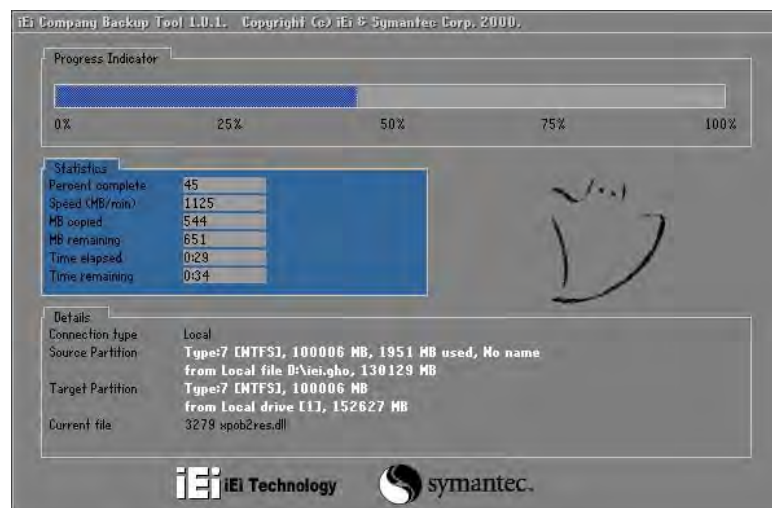 iEi Company Backup Tool 1.0.1.   Copyright (c) iEi & Symantec Corp. 2000.
Progress Indicator
0% 25% 50% 75% 100%
Statistics
Percent complete 45
Speed (MB/min) 1125
MB copied 544
MB remaining 651
Time elapsed 0:29
Time remaining 0:34
Details
Connection type Local
Source Partition Type:7 [NTFS], 100006 MB, 1951 MB used, No name
from Local file D:\iei.gho, 130129 MB
Target Partition Type:7 [NTFS], 100006 MB
from Local drive [1], 152627 MB
Current file 3279 xpob2res.dll
iEi iEi Technology symantec.